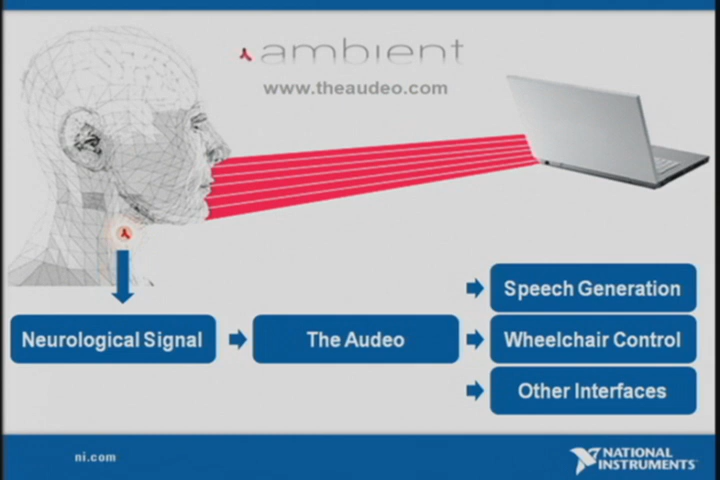 ambient
www.theaudeo.com
Neurological Signal
The Audeo
Speech Generation
Wheelchair Control
Other Interfaces
ni.com
NATIONAL
INSTRUMENTS